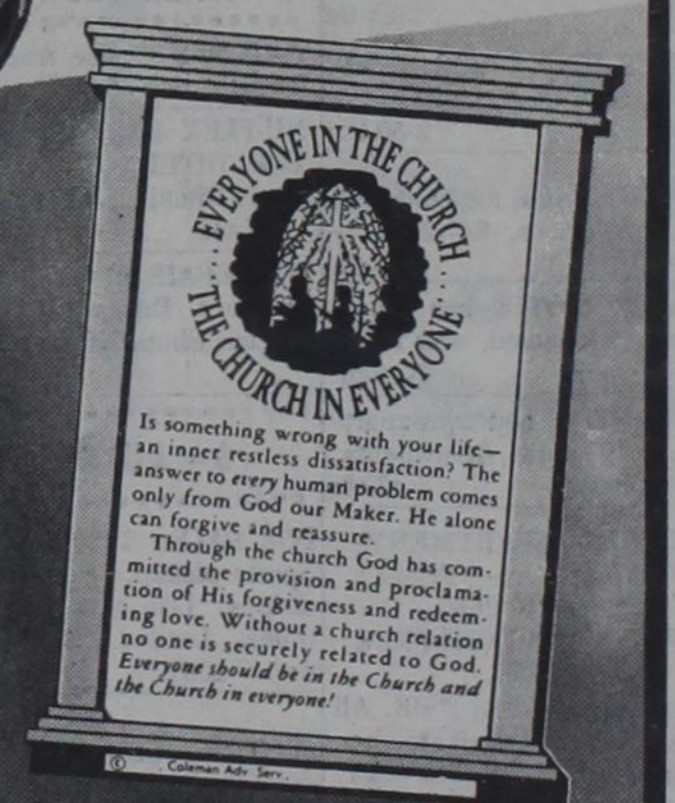 EVERYONE IN THE CHURCH...
THE CHURCH IN EVERYONE...
Is something wrong with your life—
an inner restless dissatisfaction? The
answer to every human problem comes
only from God our Maker. He alone
can forgive and reassure.
Through the church God has com-
mitted the provision and proclama-
tion of His forgiveness and redeem-
ing love. Without a church relation
no one is securely related to God.
Everyone should be in the Church and
the Church in everyone!
© Coleman Adv. Serv.